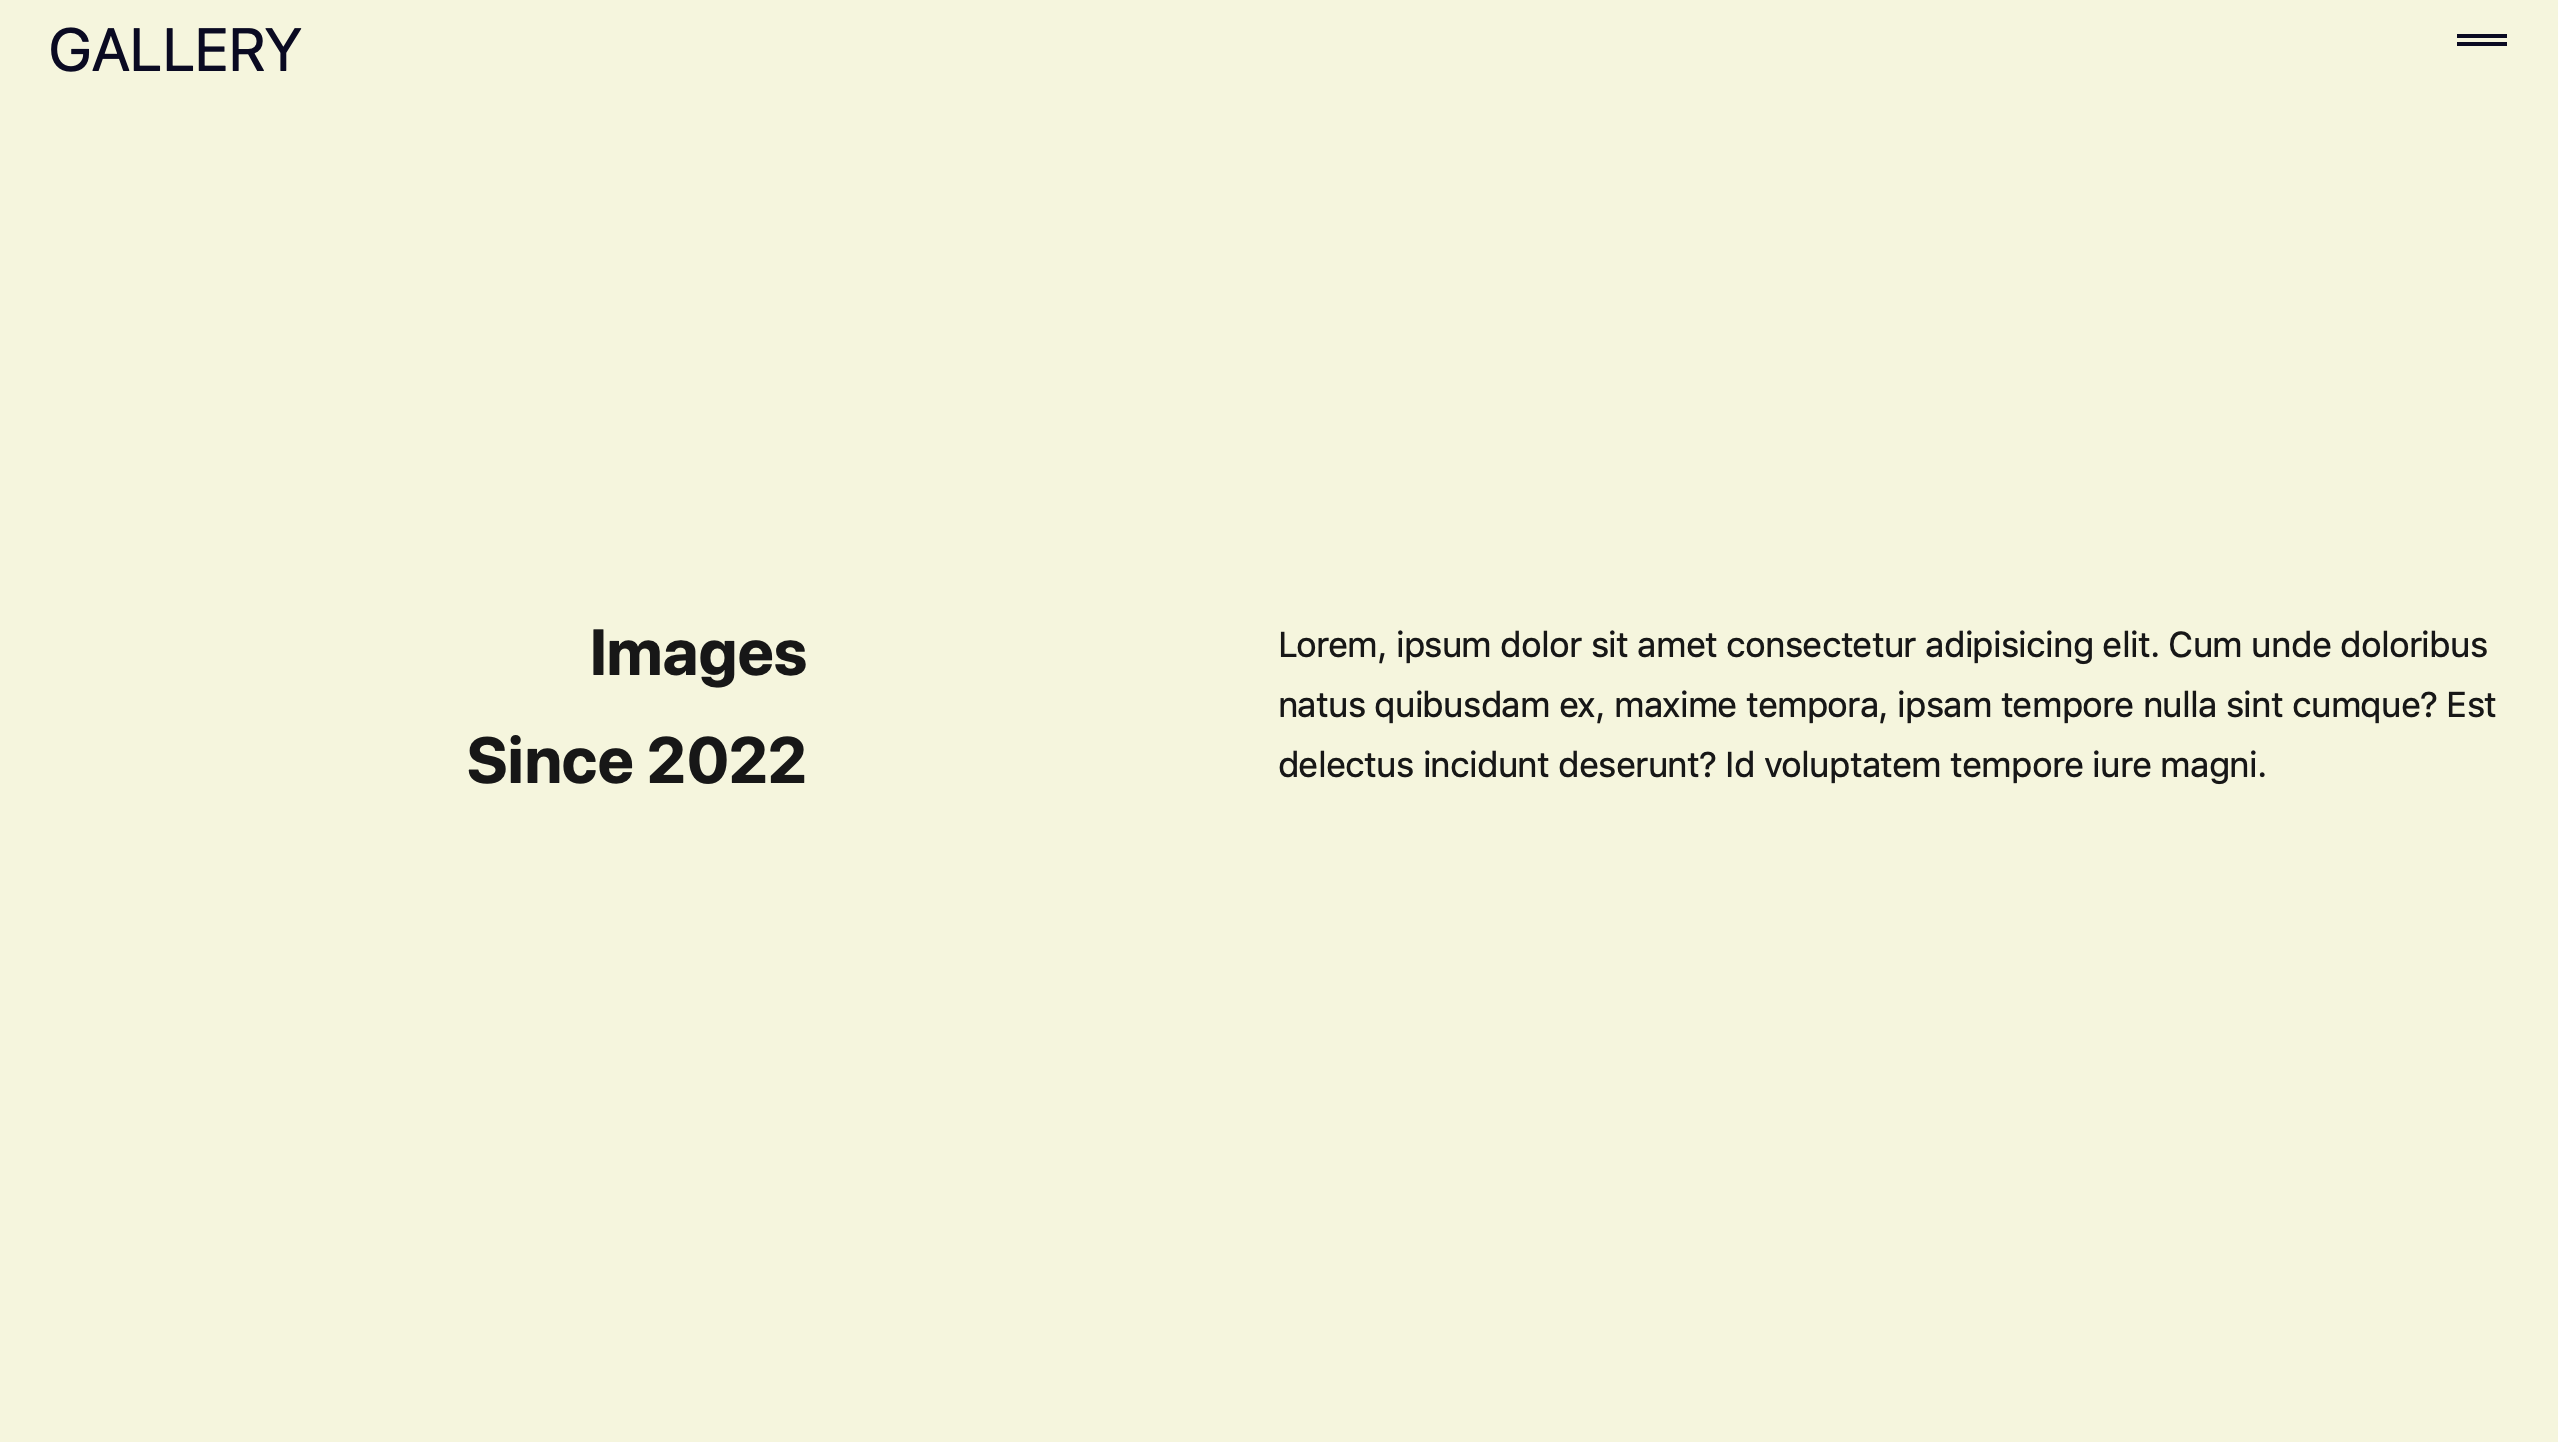 GALLERY
Images
Since 2022
Lorem, ipsum dolor sit amet consectetur adipisicing elit. Cum unde doloribus
natus quibusdam ex, maxime tempora, ipsam tempore nulla sint cumque? Est
delectus incidunt deserunt? Id voluptatem tempore iure magni.